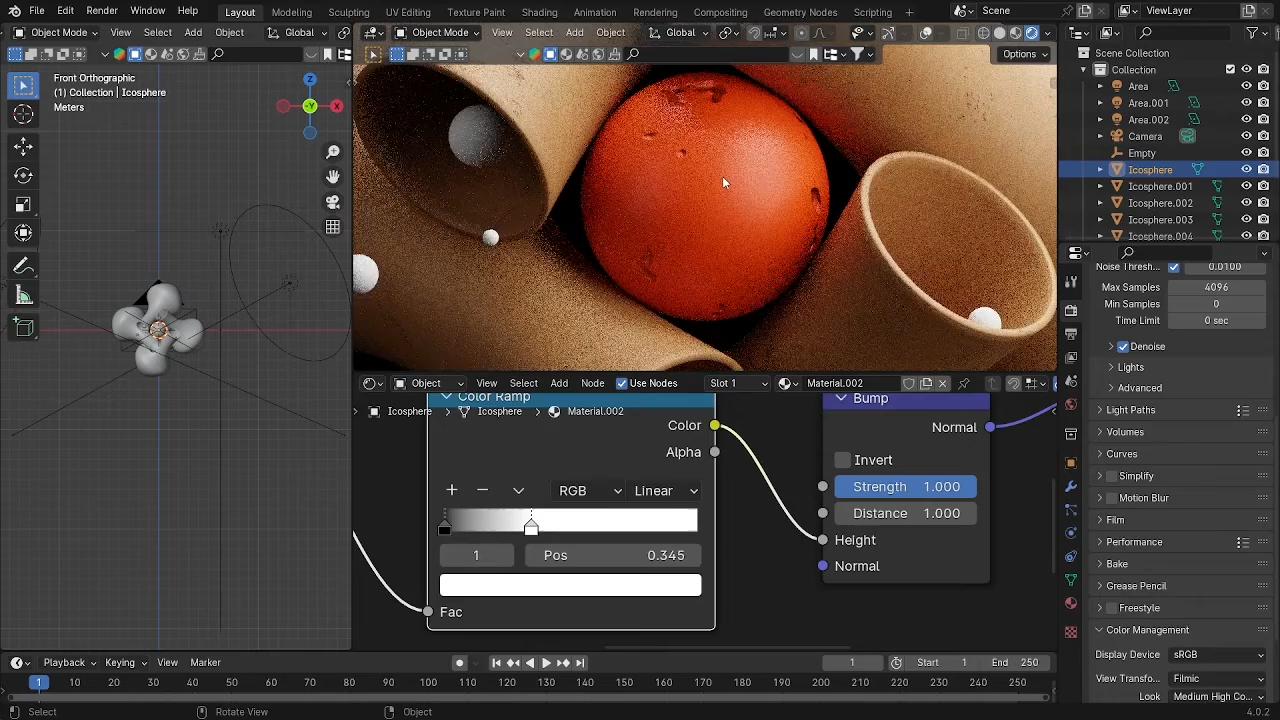 File Edit Render Window Help Layout Modeling Sculpting UV Editing Texture Paint Shading Animation Rendering Compositing Geometry Nodes Scripting + Scene ViewLayer
Object Mode View Select Add Object Global Object Mode View Select Add Object Global
Options
Front Orthographic
(1) Collection | Icosphere
Meters
Z
Y
X
Scene Collection
Collection
Area
Area.001
Area.002
Camera
Empty
Icosphere
Icosphere.001
Icosphere.002
Icosphere.003
Icosphere.004
Noise Thresh... 0.0100
Max Samples 4096
Min Samples 0
Time Limit 0 sec
Denoise
Lights
Advanced
Light Paths
Volumes
Curves
Simplify
Motion Blur
Film
Performance
Bake
Grease Pencil
Freestyle
Color Management
Display Device sRGB
View Transfo... Filmic
Look Medium High Co...
Object View Select Add Node Use Nodes Slot 1 Material.002
Color Ramp
Icosphere Icosphere Material.002
Color
Alpha
RGB Linear
1 Pos 0.345
Fac
Bump
Normal
Invert
Strength 1.000
Distance 1.000
Height
Normal
Playback Keying View Marker 1 Start 1 End 250
1 10 20 30 40 50 60 70 80 90 100 110 120 130 140 150 160 170 180 190 200 210 220 230 240 250
Select Rotate View Object 4.0.2